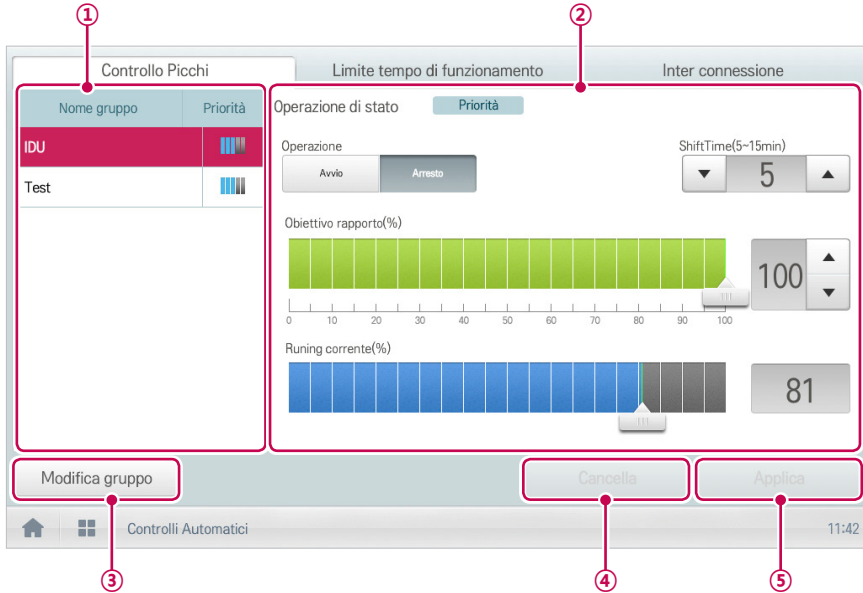 ① ②
Controllo Picchi Limite tempo di funzionamento Inter connessione
Nome gruppo Priorità
IDU
Test
Operazione di stato Priorità
Operazione ShiftTime(5~15min)
Avvio Arresto 5
Obiettivo rapporto(%)
100
0 10 20 30 40 50 60 70 80 90 100
Runing corrente(%)
81
Modifica gruppo Cancella Applica
Controlli Automatici 11:42
③ ④ ⑤